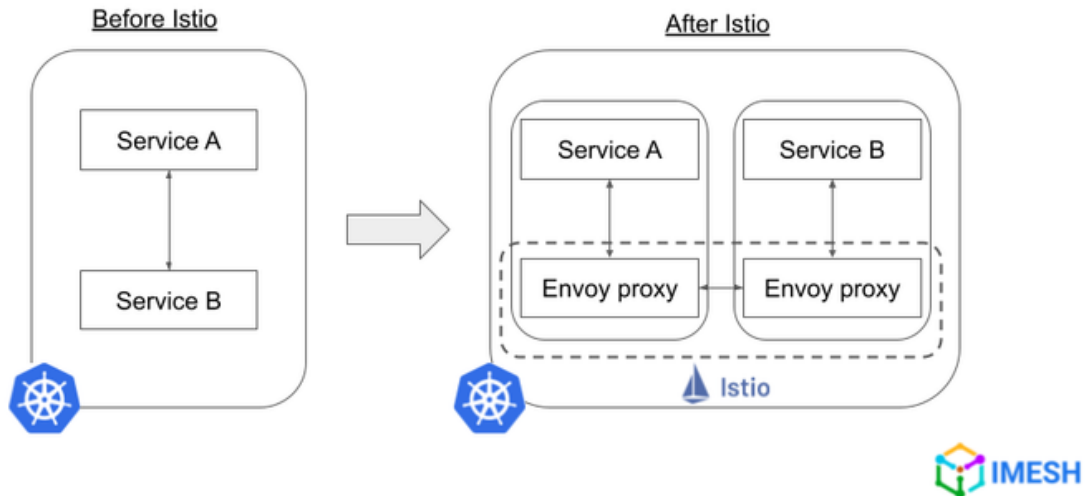 Before Istio
Service A
Service B
After Istio
Service A
Service B
Envoy proxy
Envoy proxy
Istio
IMESH